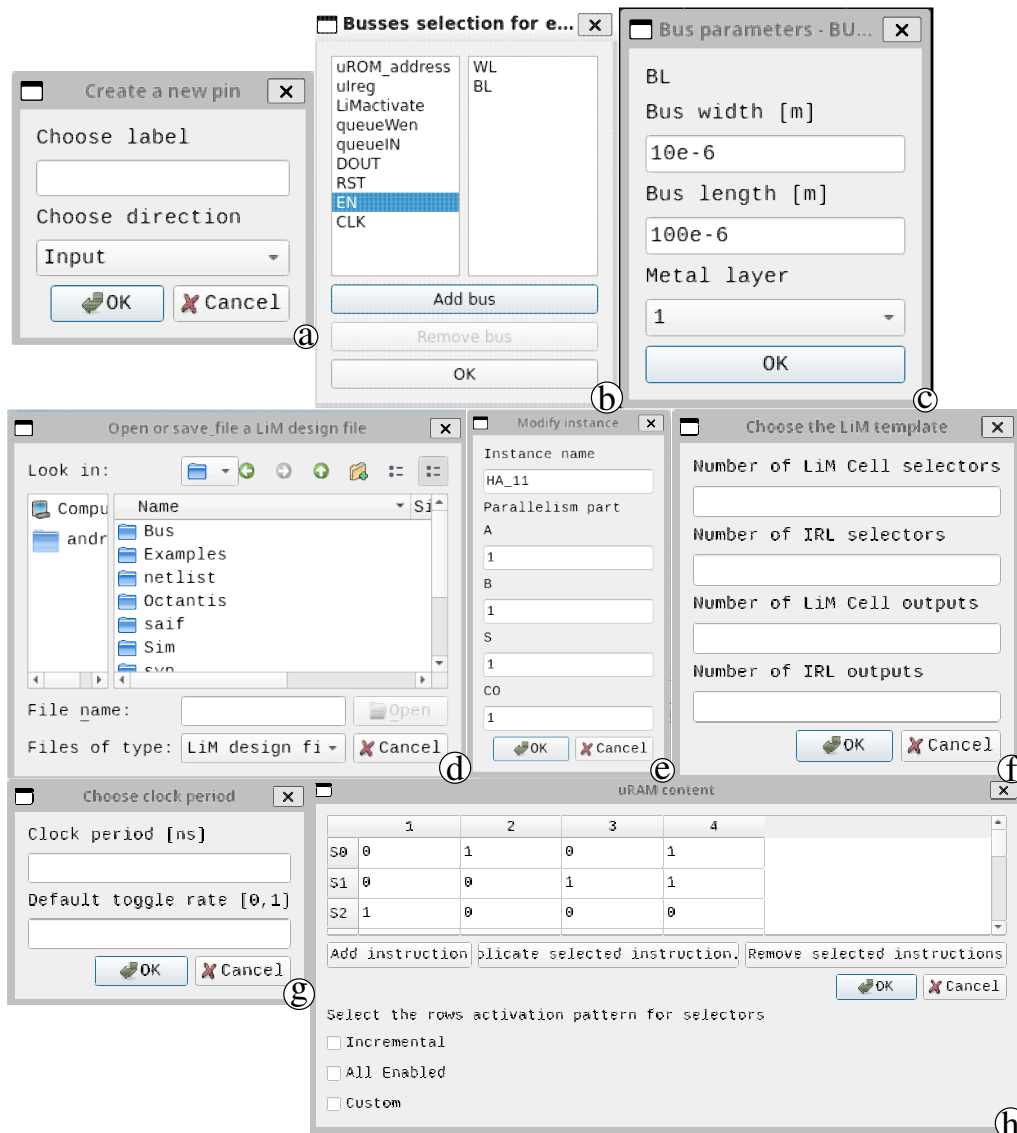 Create a new pin
Choose label
Choose direction
Input
OK
Cancel
a
Busses selection for e...
uROM_address
ulreg
LiMactivate
queueWen
queueIN
DOUT
RST
EN
CLK
WL
BL
Add bus
Remove bus
OK
b
Bus parameters - BU...
BL
Bus width [m]
10e-6
Bus length [m]
100e-6
Metal layer
1
OK
c
Open or save_file a LiM design file
Look in:
Compu
andr
Name
Si
Bus
Examples
netlist
Octantis
saif
Sim
syn
File name:
Open
Files of type: LiM design fi
Cancel
d
Modify instance
Instance name
HA_11
Parallelism part
A
1
B
1
S
1
CO
1
OK
Cancel
e
Choose the LiM template
Number of LiM Cell selectors
Number of IRL selectors
Number of LiM Cell outputs
Number of IRL outputs
OK
Cancel
f
Choose clock period
Clock period [ns]
Default toggle rate [0,1]
OK
Cancel
g
uRAM content
1 2 3 4
S0 0 1 0 1
S1 0 0 1 1
S2 1 0 0 0
Add instruction
plicate selected instruction.
Remove selected instructions
OK
Cancel
Select the rows activation pattern for selectors
Incremental
All Enabled
Custom
h